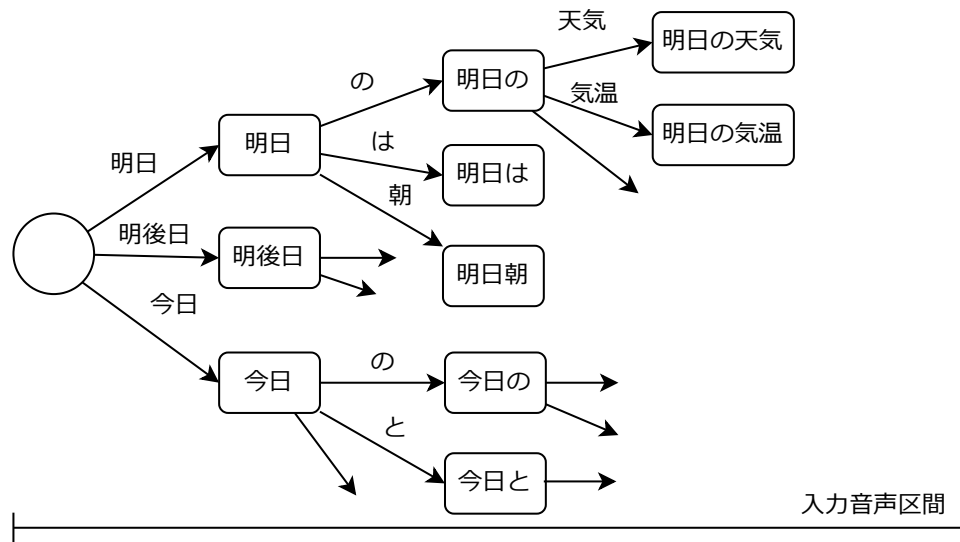 天気
明日の天気
の
明日の
気温
明日の気温
明日
明日
は
明日は
朝
明後日
明後日
明日朝
今日
今日
の
今日の
と
今日と
入力音声区間